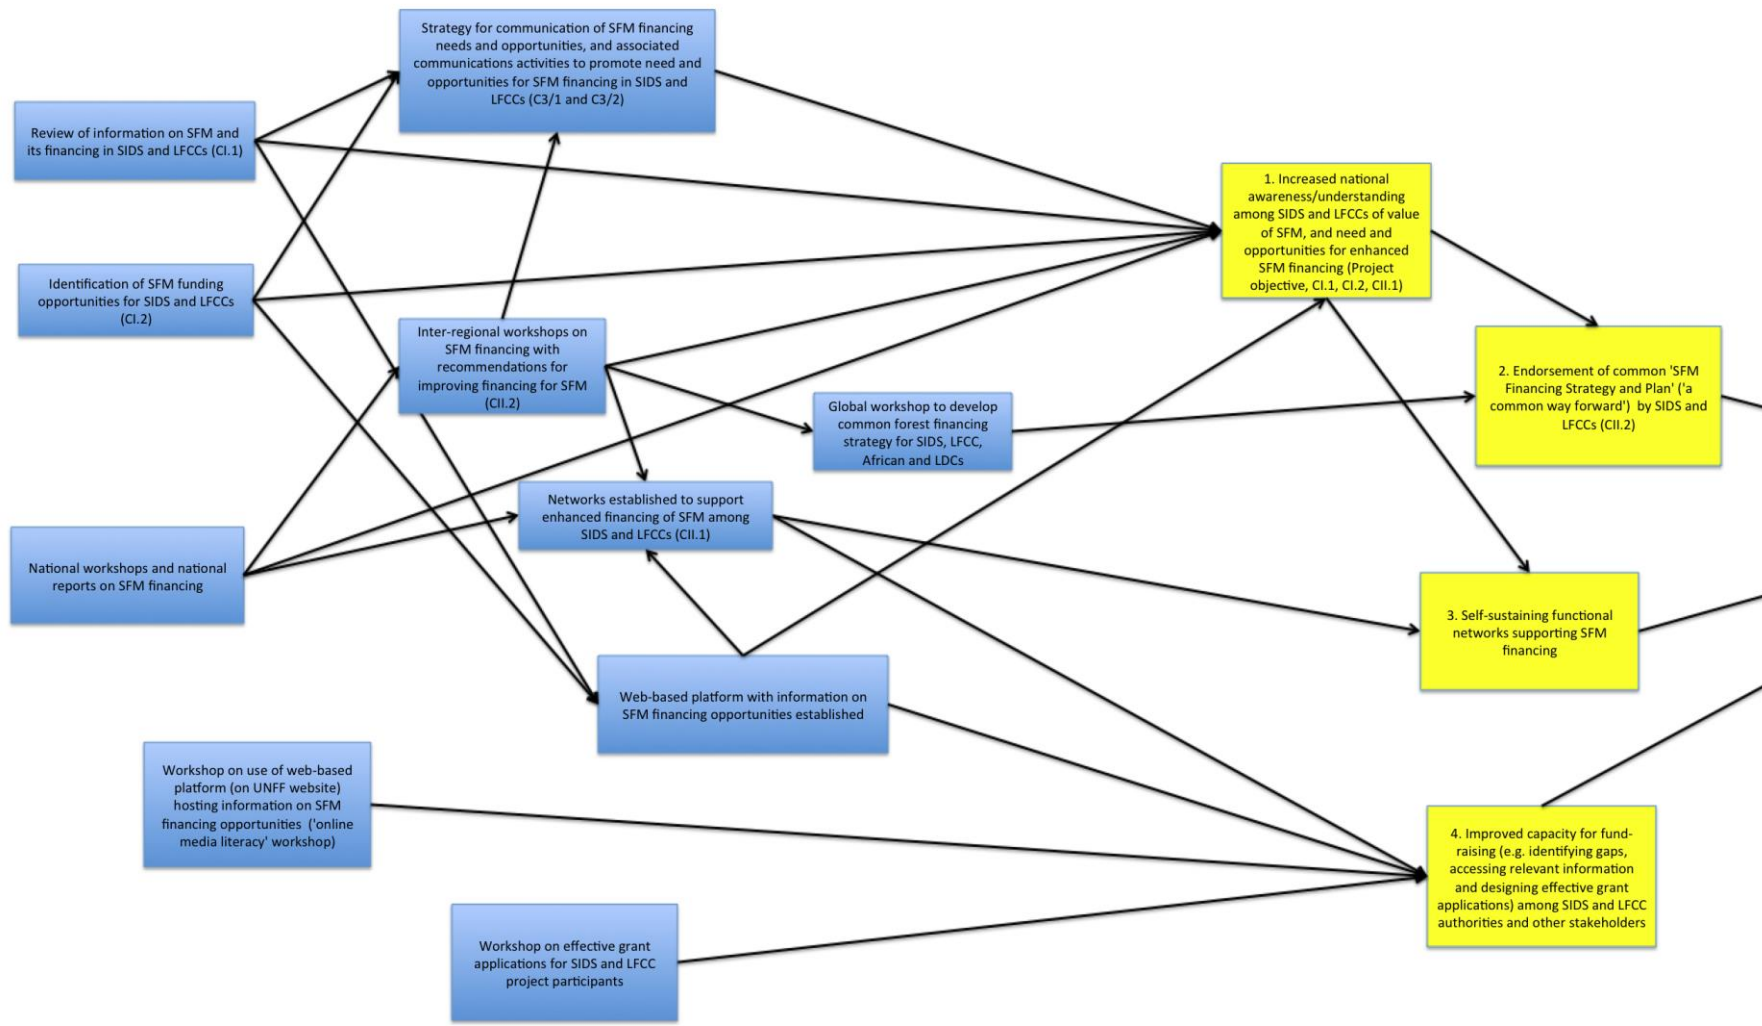 Strategy for communication of SFM financing
needs and opportunities, and associated
communications activities to promote need and
opportunities for SFM financing in SIDS and
LFCCs (C3/1 and C3/2)
Review of information on SFM and
its financing in SIDS and LFCCs (CI.1)
1. Increased national
awareness/understanding
among SIDS and LFCCs of value
of SFM, and need and
opportunities for enhanced
SFM financing (Project
objective, CI.1, CI.2, CII.1)
Identification of SFM funding
opportunities for SIDS and LFCCs
(CI.2)
Inter-regional workshops on
SFM financing with
recommendations for
improving financing for SFM
(CII.2)
2. Endorsement of common 'SFM
Financing Strategy and Plan' ('a
common way forward') by SIDS and
LFCCs (CII.2)
Global workshop to develop
common forest financing
strategy for SIDS, LFCC,
African and LDCs
Networks established to support
enhanced financing of SFM among
SIDS and LFCCs (CII.1)
National workshops and national
reports on SFM financing
3. Self-sustaining functional
networks supporting SFM
financing
Web-based platform with information on
SFM financing opportunities established
Workshop on use of web-based
platform (on UNFF website)
hosting information on SFM
financing opportunities ('online
media literacy' workshop)
4. Improved capacity for fund-
raising (e.g. identifying gaps,
accessing relevant information
and designing effective grant
applications) among SIDS and LFCC
authorities and other stakeholders
Workshop on effective grant
applications for SIDS and LFCC
project participants